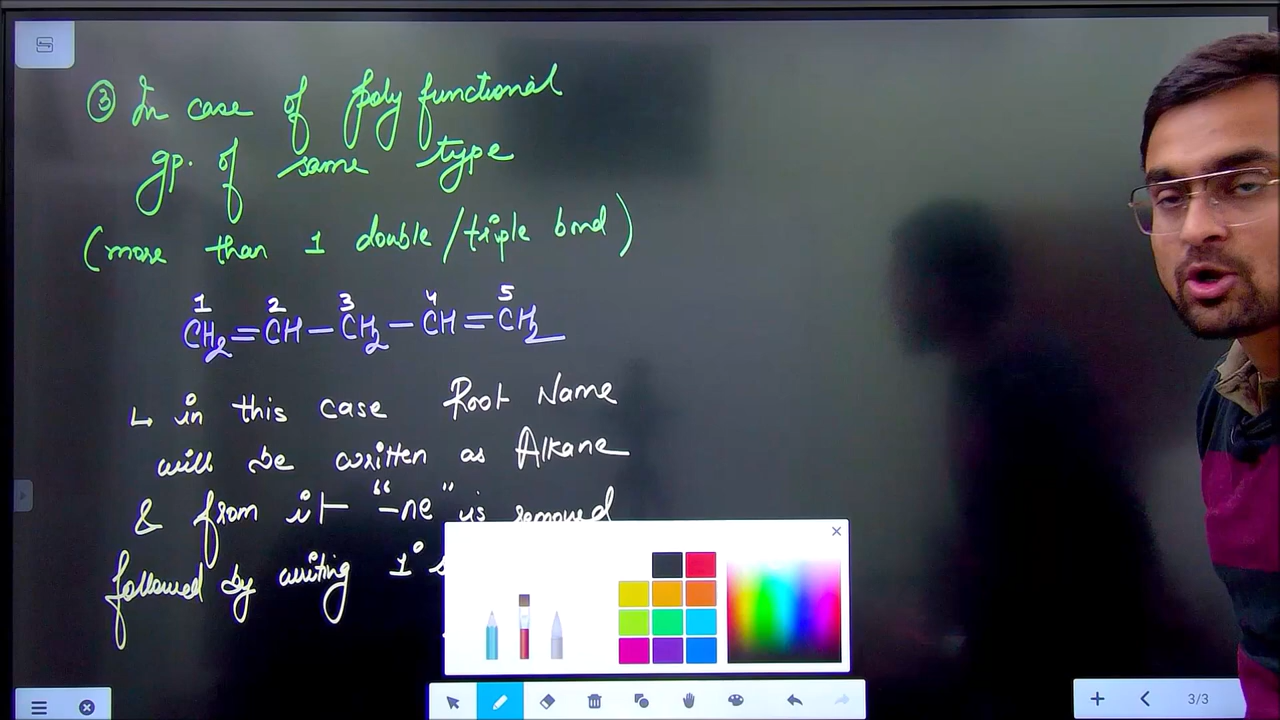 ③ In case of poly functional
gp. of same type
(more than 1 double/triple bond)
1 2 3 4 5
CH₂=CH–CH₂–CH=CH₂
↳ in this case Root Name
will be written as Alkane
& from it "-ne" is removed
followed by writing 1°
3/3